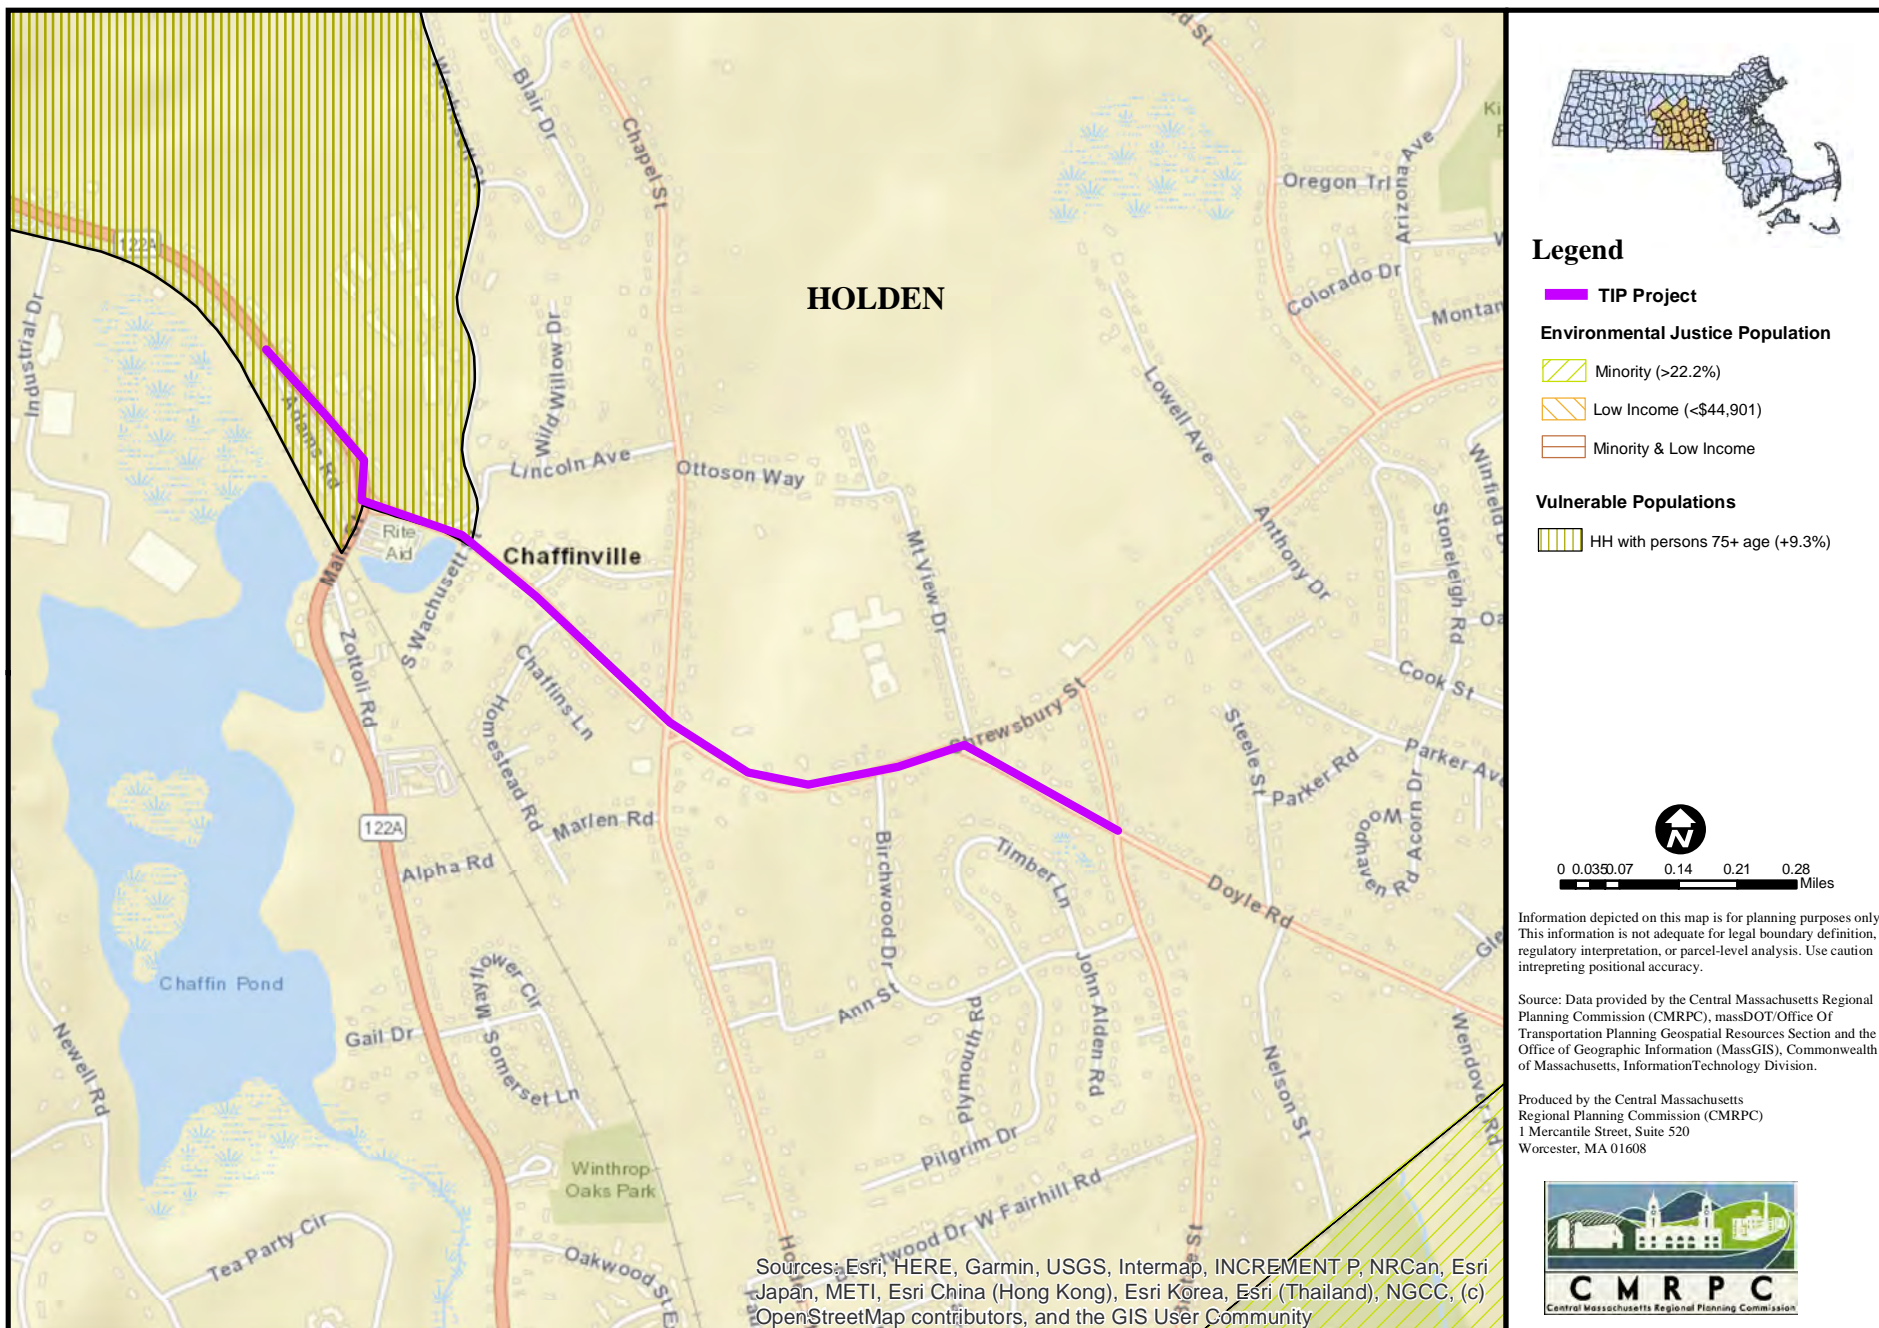 HOLDEN
Chaffinville
Blair Dr
Chapel St
Oregon Trl
Arizona Ave
Colorado Dr
122A
Industrial Dr
Adams Rd
Wild Willow Dr
Lincoln Ave
Ottoson Way
Lowell Ave
Anthony Dr
Stoneleigh Rd
Rite
Aid
S Wachusett St
Mt View Dr
Zottoli Rd
Chaffins Ln
Homestead Rd
Shrewsbury St
Cook St
Steele St
Parker Rd
Parker Ave
Woodhaven Rd
Acorn Dr
Marlen Rd
122A
Alpha Rd
Birchwood Dr
Timber Ln
Doyle Rd
Chaffin Pond
Mayflower Cir
Ann St
John Alden Rd
Plymouth Rd
Gail Dr
Somerset Ln
Newell Rd
Nelson St
Wendover Rd
Pilgrim Dr
Winthrop
Oaks Park
W Fairhill Rd
Tea Party Cir
Oakwood St
Sources: Esri, HERE, Garmin, USGS, Intermap, INCREMENT P, NRCan, Esri
Japan, METI, Esri China (Hong Kong), Esri Korea, Esri (Thailand), NGCC, (c)
OpenStreetMap contributors, and the GIS User Community
Legend
TIP Project
Environmental Justice Population
Minority (>22.2%)
Low Income (<$44,901)
Minority & Low Income
Vulnerable Populations
HH with persons 75+ age (+9.3%)
N
0 0.035 0.07 0.14 0.21 0.28
Miles
Information depicted on this map is for planning purposes only
This information is not adequate for legal boundary definition,
regulatory interpretation, or parcel-level analysis. Use caution
intrepreting positional accuracy.
Source: Data provided by the Central Massachusetts Regional
Planning Commission (CMRPC), massDOT/Office Of
Transportation Planning Geospatial Resources Section and the
Office of Geographic Information (MassGIS), Commonwealth
of Massachusetts, InformationTechnology Division.
Produced by the Central Massachusetts
Regional Planning Commission (CMRPC)
1 Mercantile Street, Suite 520
Worcester, MA 01608
CMRPC
Central Massachusetts Regional Planning Commission